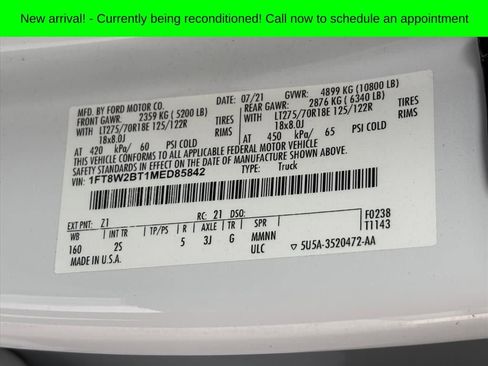 New arrival! - Currently being reconditioned! Call now to schedule an appointment
MFD. BY FORD MOTOR CO.
DATE: 07/21 GVWR: 4899 KG (10800 LB)
FRONT GAWR: 2359 KG ( 5200 LB) REAR GAWR: 2876 KG ( 6340 LB)
WITH LT275/70R18E 125/122R TIRES WITH LT275/70R18E 125/122R TIRES
18x8.0J RIMS 18x8.0J RIMS
AT 420 kPa/ 60 PSI COLD AT 450 kPa/ 65 PSI COLD
THIS VEHICLE CONFORMS TO ALL APPLICABLE FEDERAL MOTOR VEHICLE
SAFETY STANDARDS IN EFFECT ON THE DATE OF MANUFACTURE SHOWN ABOVE.
VIN: 1FT8W2BT1MED85842 TYPE: Truck
EXT PNT: Z1 RC: 21 DSO: F0238
WB INT TR TP/PS R AXLE TR SPR T1143
160 2S 5 3J G MMNN
MADE IN U.S.A. ULC 5U5A-3520472-AA